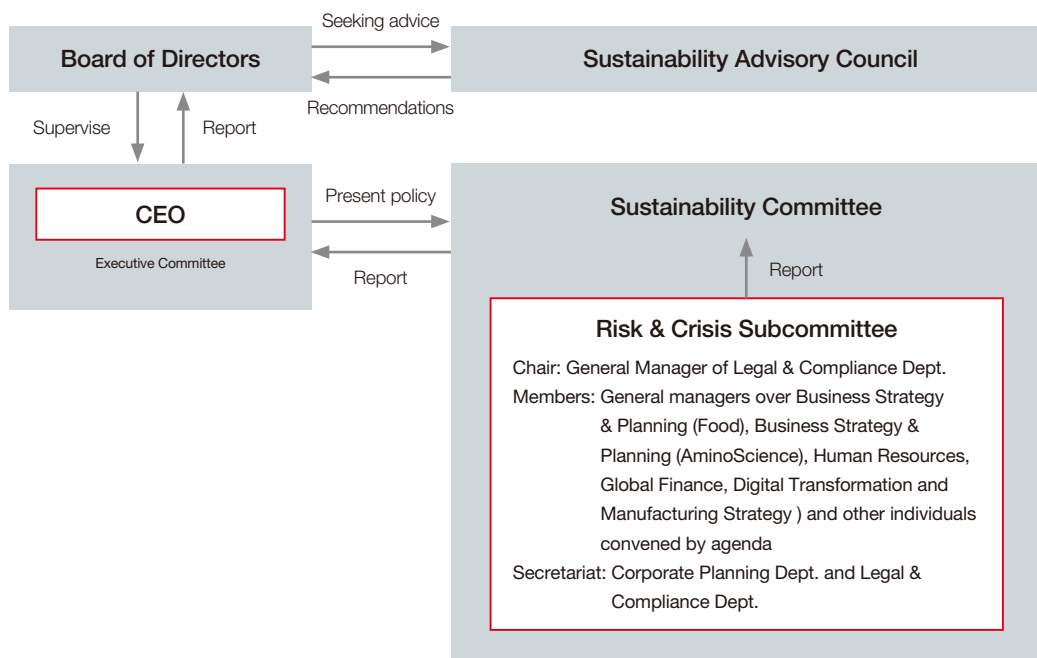 Seeking advice
Board of Directors
Sustainability Advisory Council
Recommendations
Supervise
Report
CEO
Executive Committee
Present policy
Report
Sustainability Committee
Report
Risk & Crisis Subcommittee
Chair: General Manager of Legal & Compliance Dept.
Members: General managers over Business Strategy
& Planning (Food), Business Strategy &
Planning (AminoScience), Human Resources,
Global Finance, Digital Transformation and
Manufacturing Strategy ) and other individuals
convened by agenda
Secretariat: Corporate Planning Dept. and Legal &
Compliance Dept.